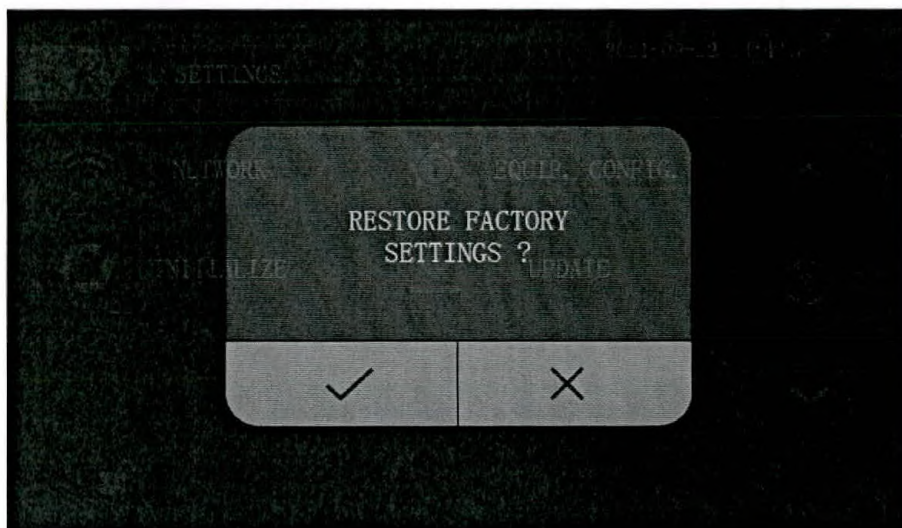 SETTINGS
NETWORK
EQUIP. CONFIG.
RESTORE FACTORY
SETTINGS ?
INITIALIZE
UPDATE